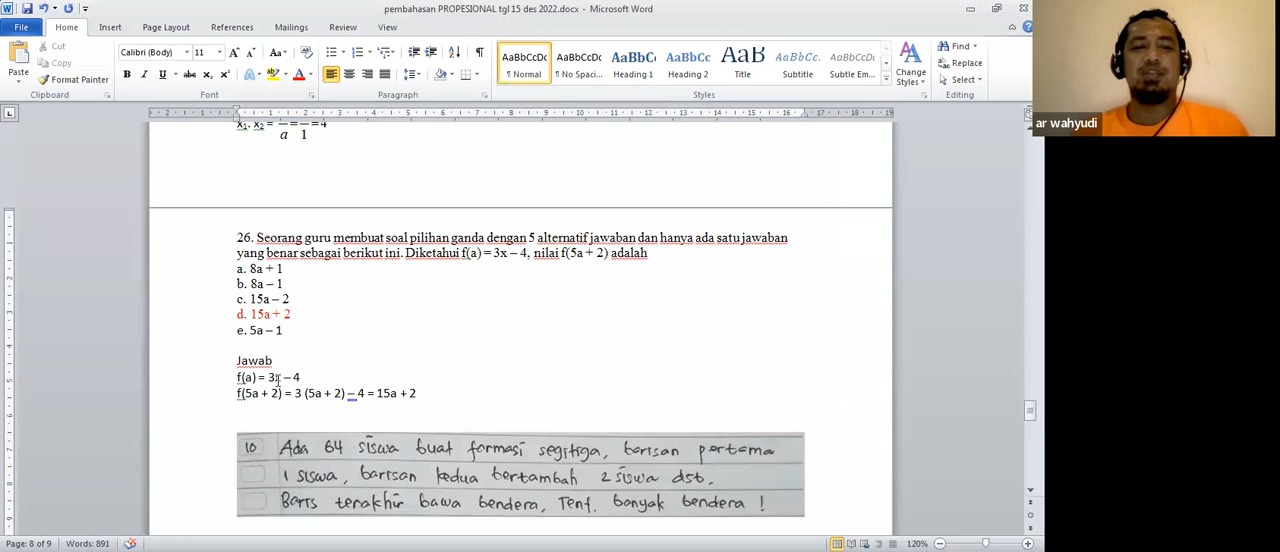 pembahasan PROPESIONAL tgl 15 des 2022.docx - Microsoft Word
File Home Insert Page Layout References Mailings Review View
Cut
Copy
Format Painter
Paste
Clipboard
Calibri (Body) 11
Font
Paragraph
AaBbCcDc AaBbCcDc AaBbC( AaBbCc AaB AaBbCc. AaBbCcDc
¶ Normal ¶ No Spaci... Heading 1 Heading 2 Title Subtitle Subtle Em...
Styles
Change Styles
Find
Replace
Select
Editing
ar wahyudi
x₁. x₂ = — = — = 4
a 1
26. Seorang guru membuat soal pilihan ganda dengan 5 alternatif jawaban dan hanya ada satu jawaban
yang benar sebagai berikut ini. Diketahui f(a) = 3x – 4, nilai f(5a + 2) adalah
a. 8a + 1
b. 8a – 1
c. 15a – 2
d. 15a + 2
e. 5a – 1
Jawab
f(a) = 3x – 4
f(5a + 2) = 3 (5a + 2) – 4 = 15a + 2
10 Ada 64 siswa buat formasi segitiga, barisan pertama
1 siswa, barisan kedua bertambah 2 siswa dst.
Baris terakhir bawa bendera, Tent. banyak bendera !
Page: 8 of 9 Words: 891 120%